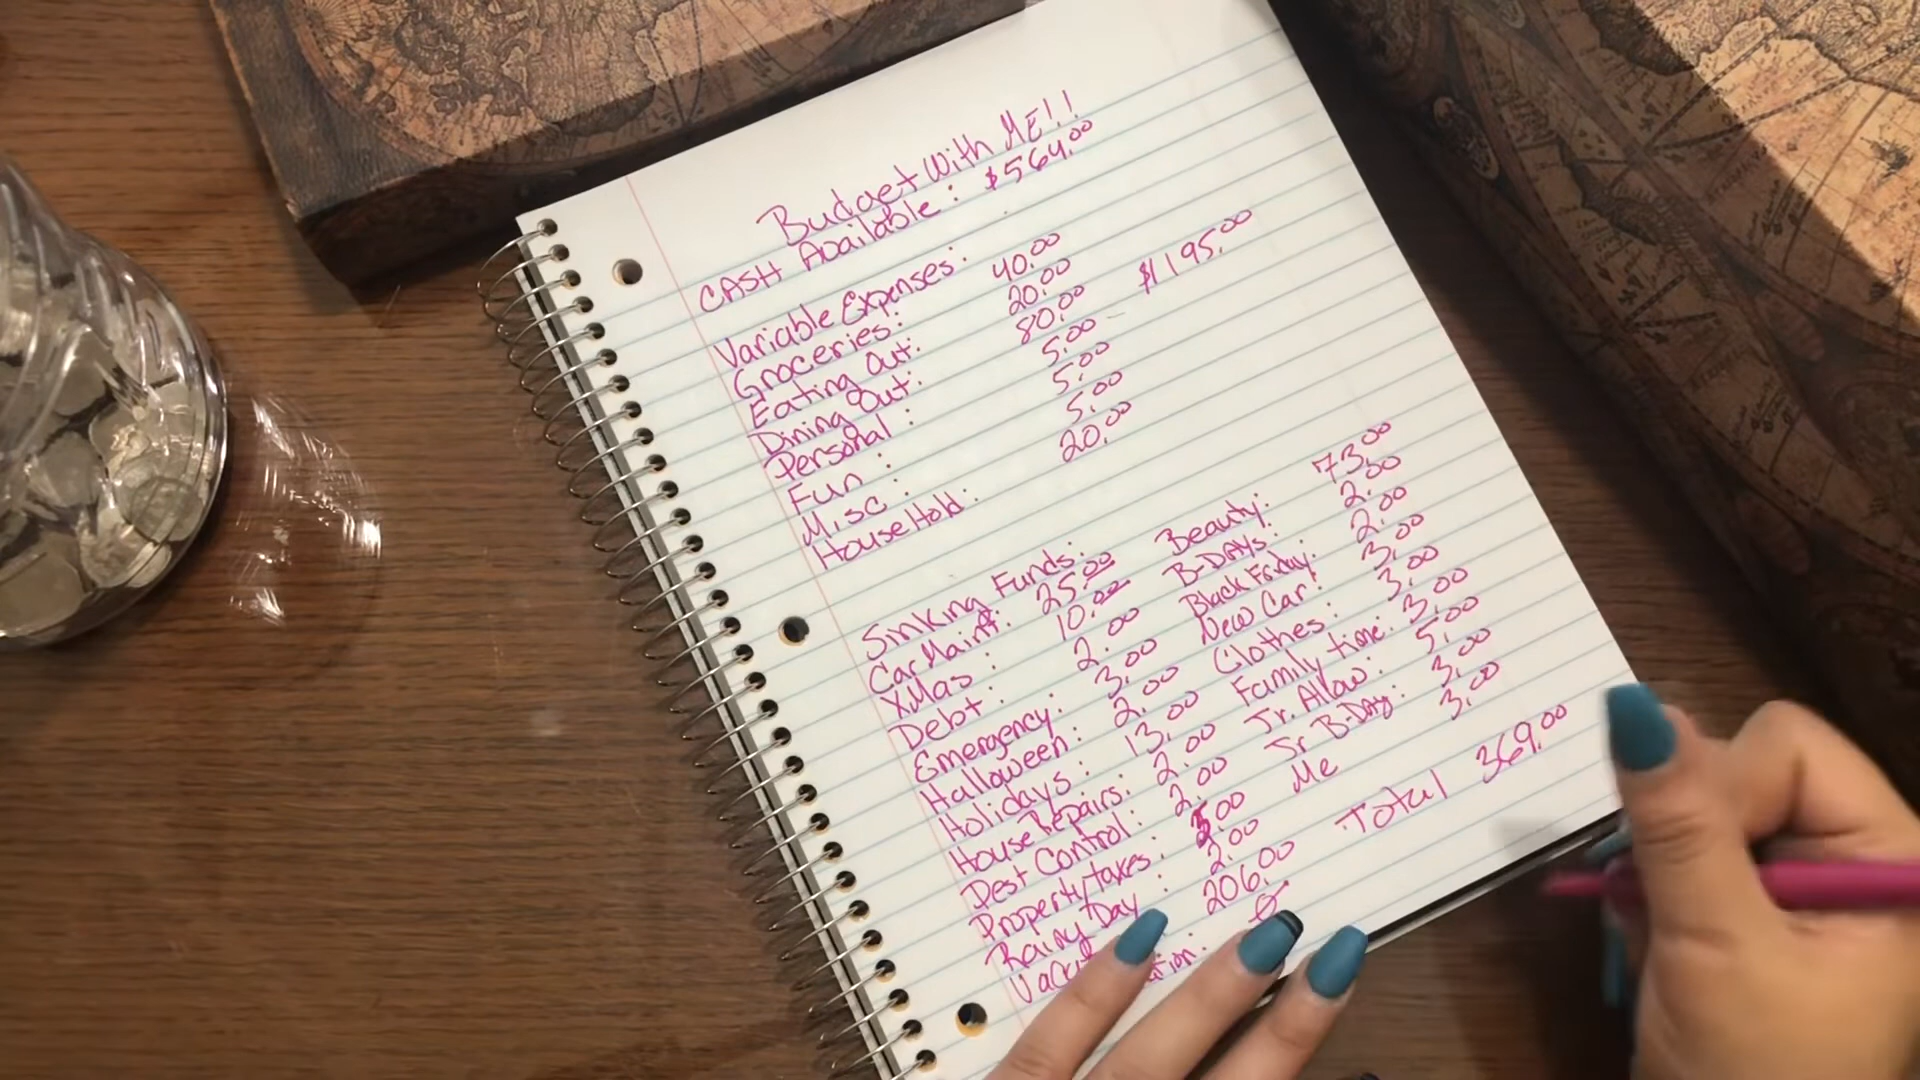 Budget With ME!!
CASH Available: $564.00
Variable Expenses:
Groceries: 40.00
Eating Out: 20.00 $195.00
Dining Out: 80.00
Personal: 5.00
Fun: 5.00
Misc: 5.00
HouseHold: 20.00
Sinking Funds:
Car Maint: 25.00
XMas: 10.00
Debt: 2.00
Emergency: 3.00
Halloween: 2.00
Holidays: 13.00
House Repairs: 2.00
Pest Control: 2.00
Property taxes: .00
Rainy Day: 2.00
206.00
Ø
Beauty: 73.00
B-DAYs: 2.00
Black Friday: 2.00
New Car: 3.00
Clothes: 3.00
Family time: 3.00
Jr. Allow: 5.00
Jr B-Day: 3.00
Me 3.00
Total 369.00